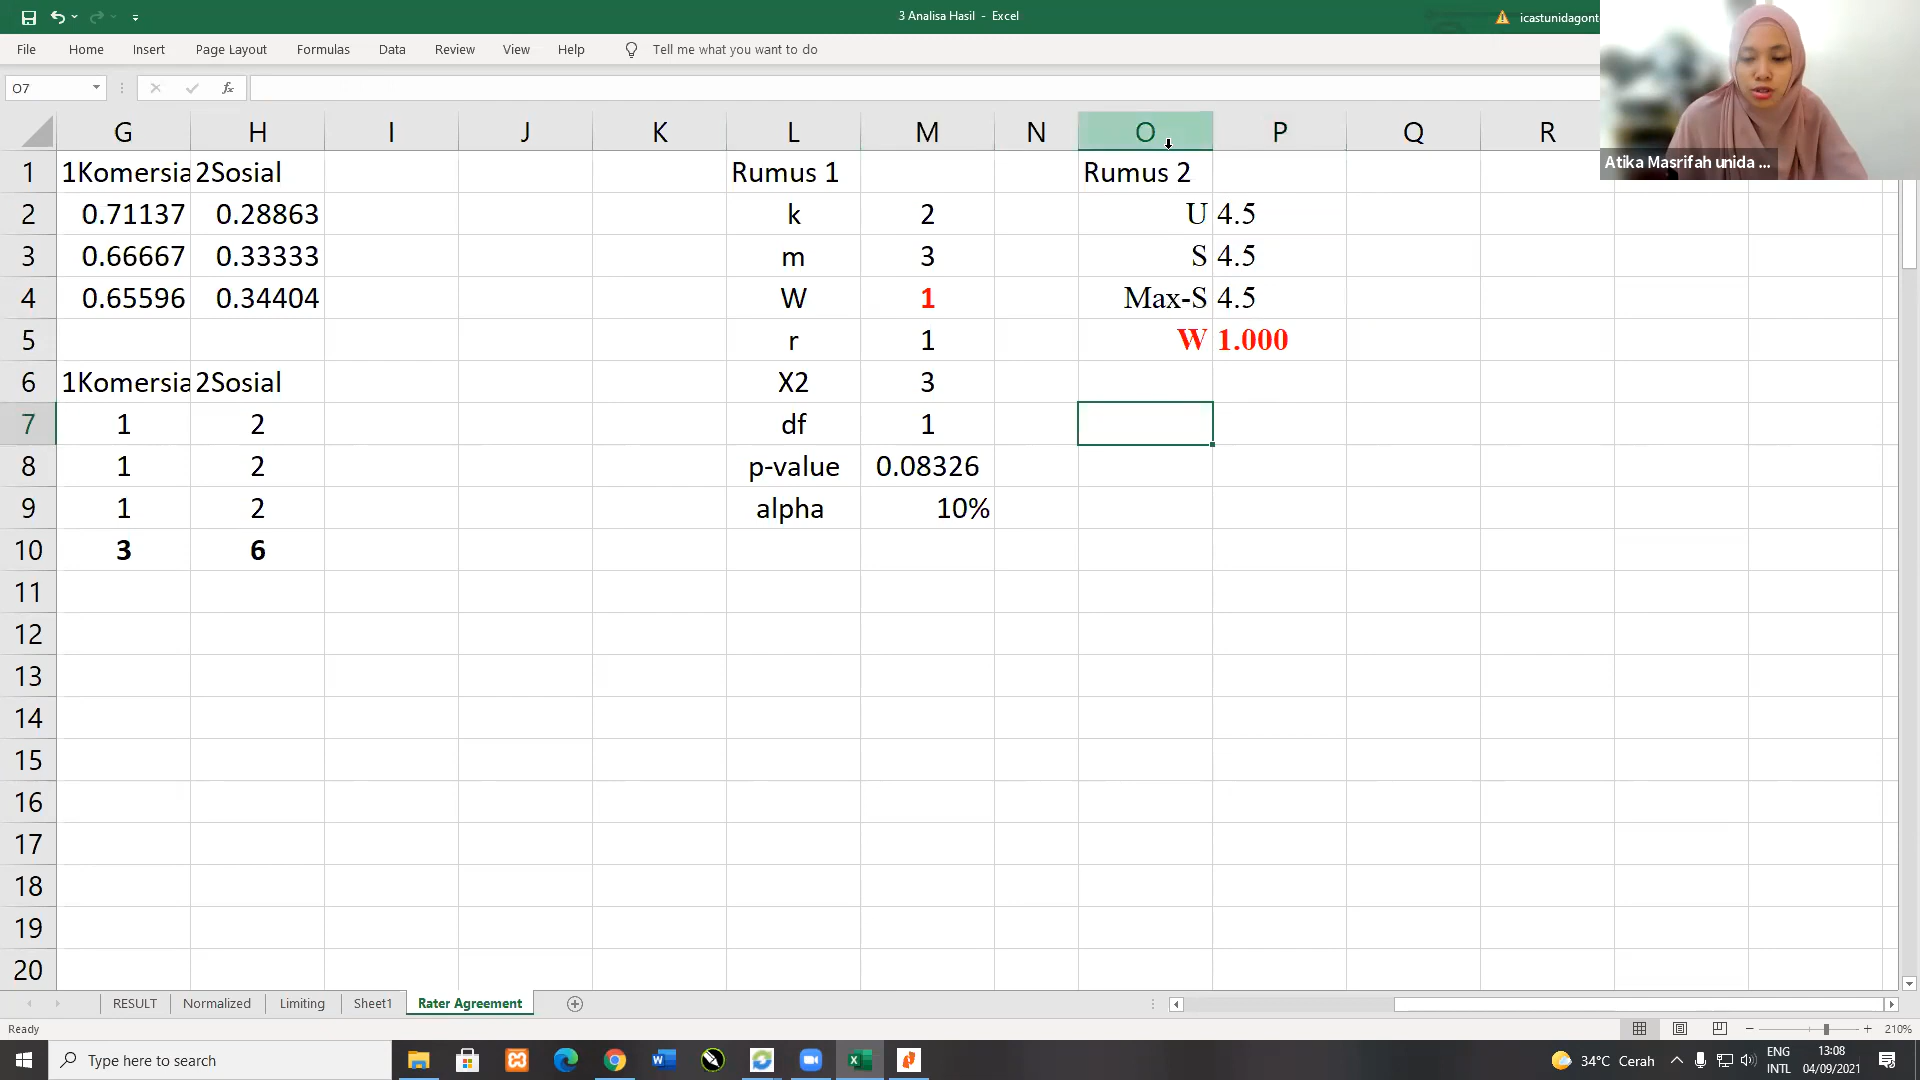 3 Analisa Hasil - Excel
icastunidagont
File Home Insert Page Layout Formulas Data Review View Help Tell me what you want to do
O7
fx
Atika Masrifah unida ...
G H I J K L M N O P Q R
1 1Komersia 2Sosial Rumus 1 Rumus 2
2 0.71137 0.28863 k 2 U 4.5
3 0.66667 0.33333 m 3 S 4.5
4 0.65596 0.34404 W 1 Max-S 4.5
5 r 1 W 1.000
6 1Komersia 2Sosial X2 3
7 1 2 df 1
8 1 2 p-value 0.08326
9 1 2 alpha 10%
10 3 6
11
12
13
14
15
16
17
18
19
20
RESULT Normalized Limiting Sheet1 Rater Agreement
Ready
210%
Type here to search
34°C Cerah
ENG
INTL
13:08
04/09/2021